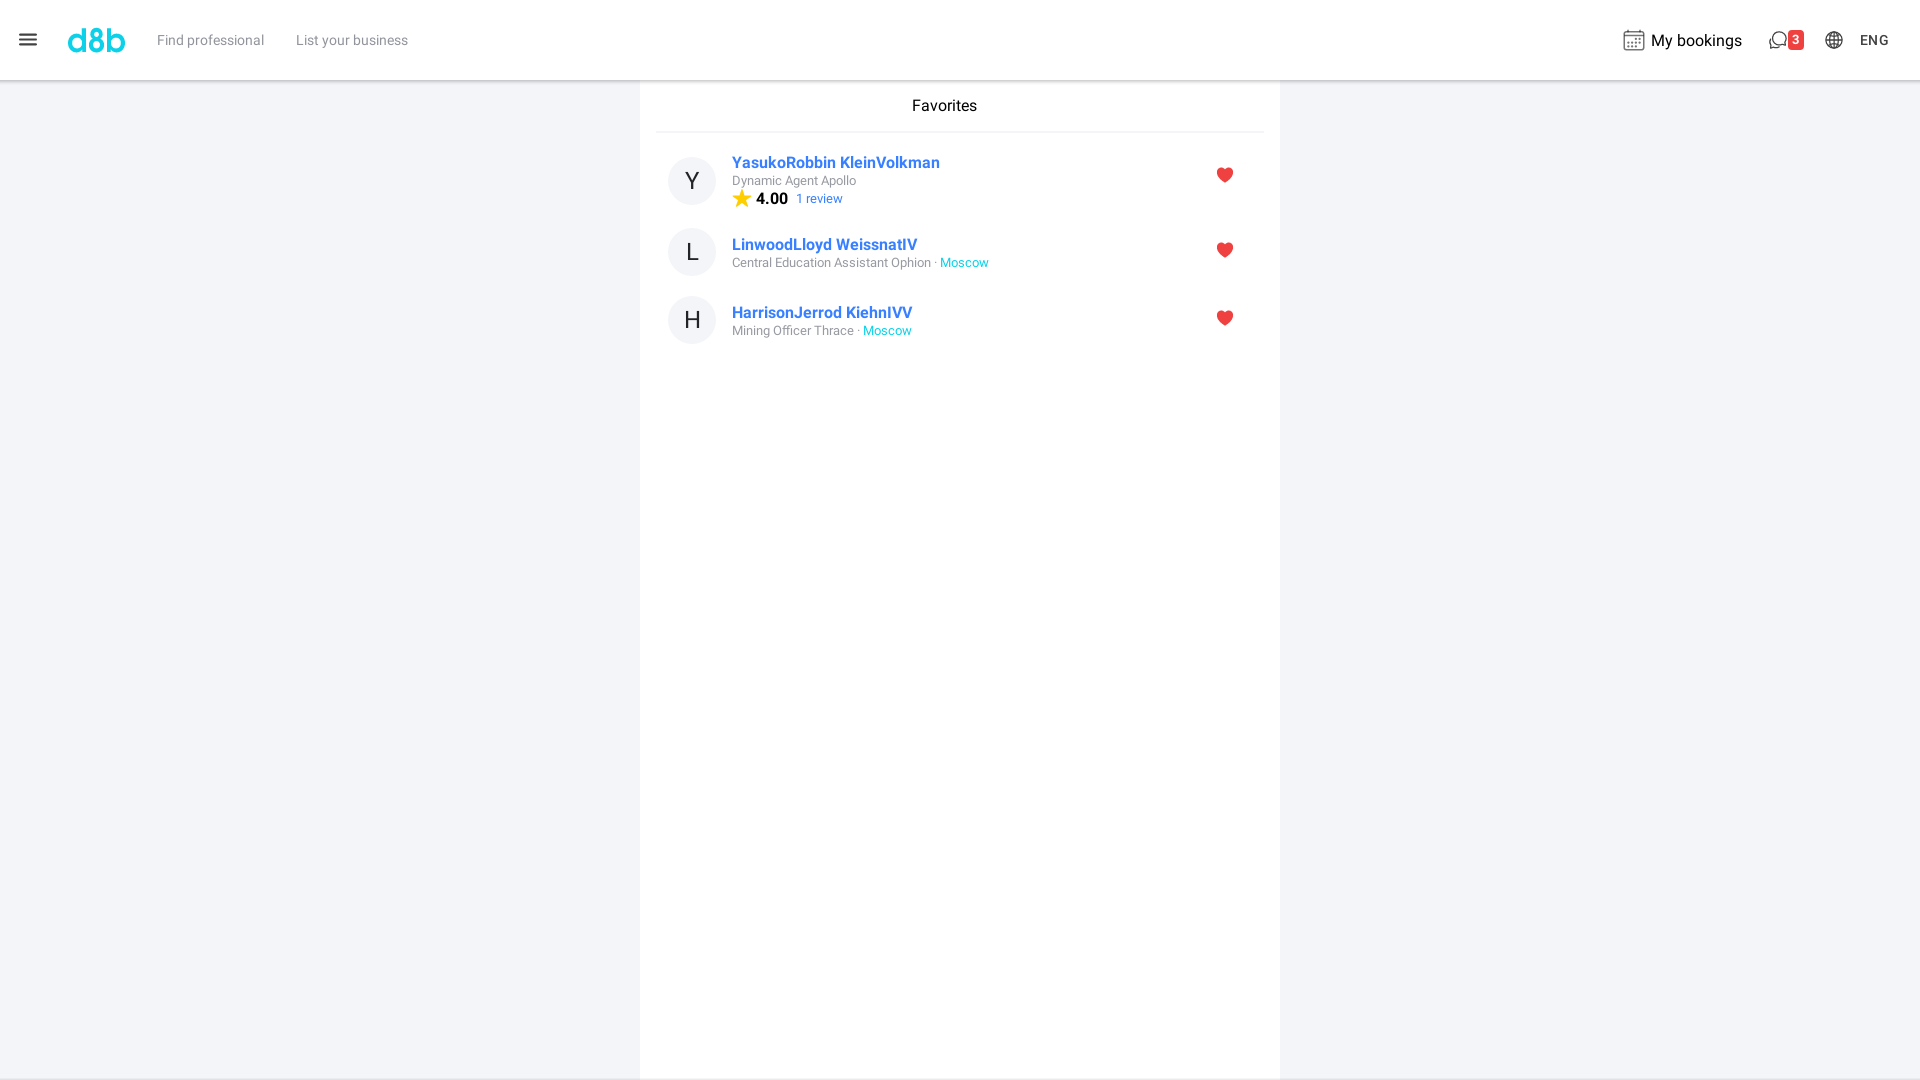 d8b Find professional List your business My bookings 3 ENG
Favorites
Y YasukoRobbin KleinVolkman
Dynamic Agent Apollo
4.00 1 review
L LinwoodLloyd WeissnatIV
Central Education Assistant Ophion · Moscow
H HarrisonJerrod KiehnIVV
Mining Officer Thrace · Moscow